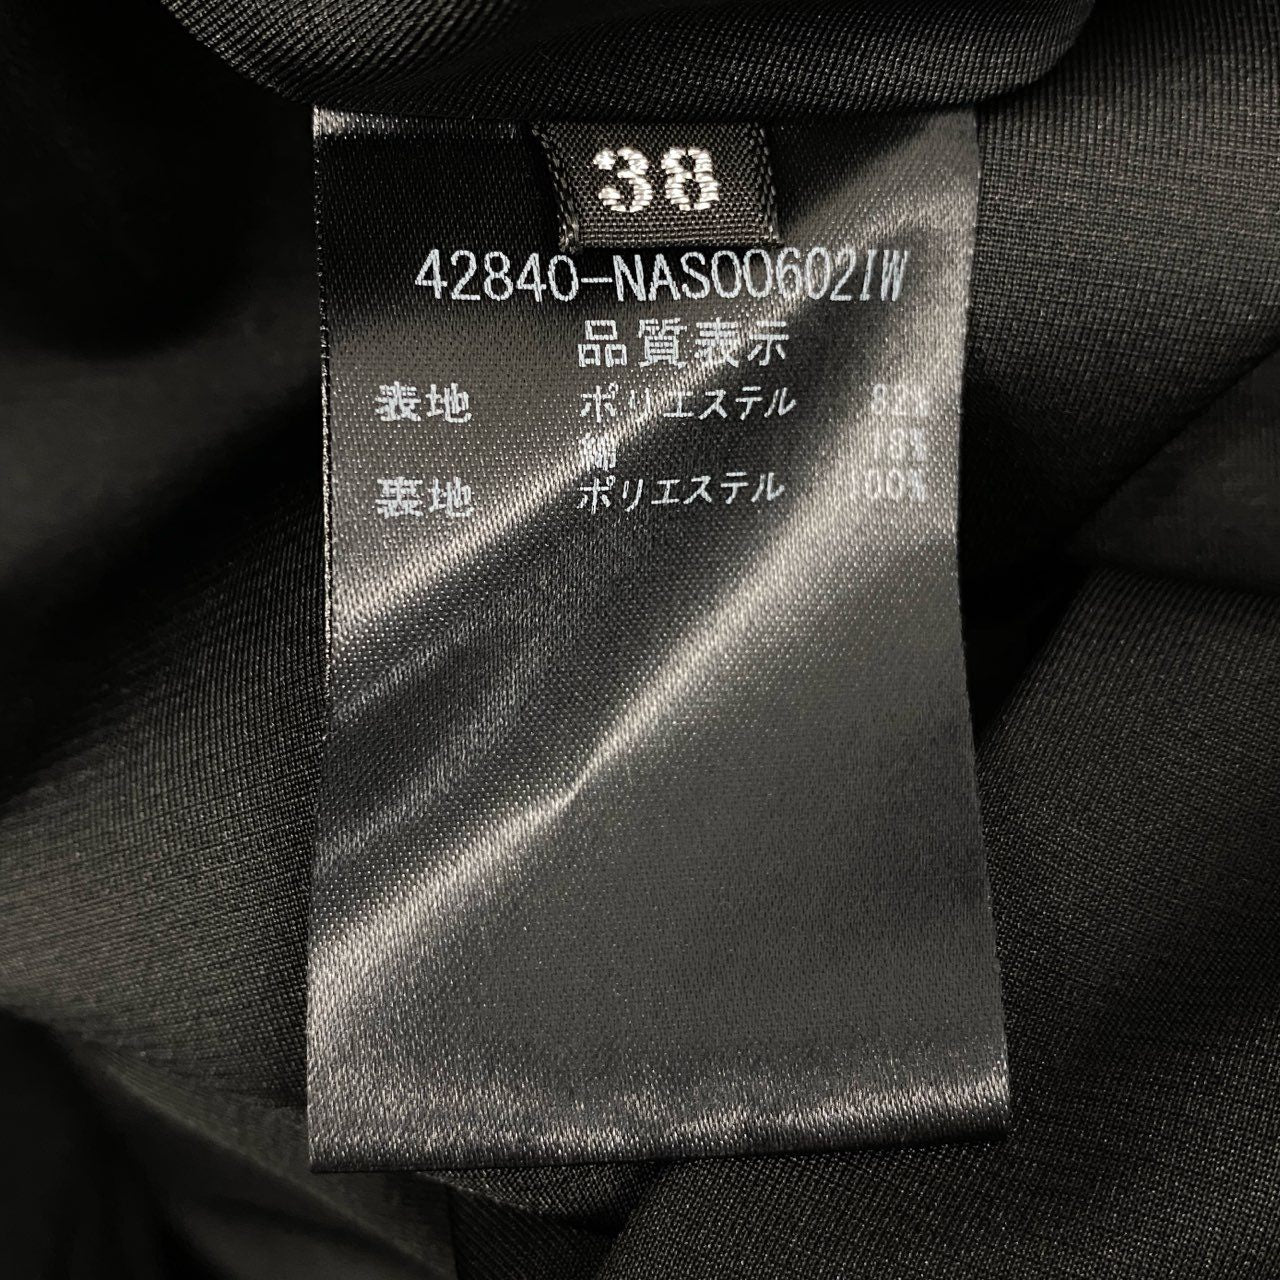 38
42840-NAS00602IW
品質表示
表地 ポリエステル 82%
綿 18%
裏地 ポリエステル 100%